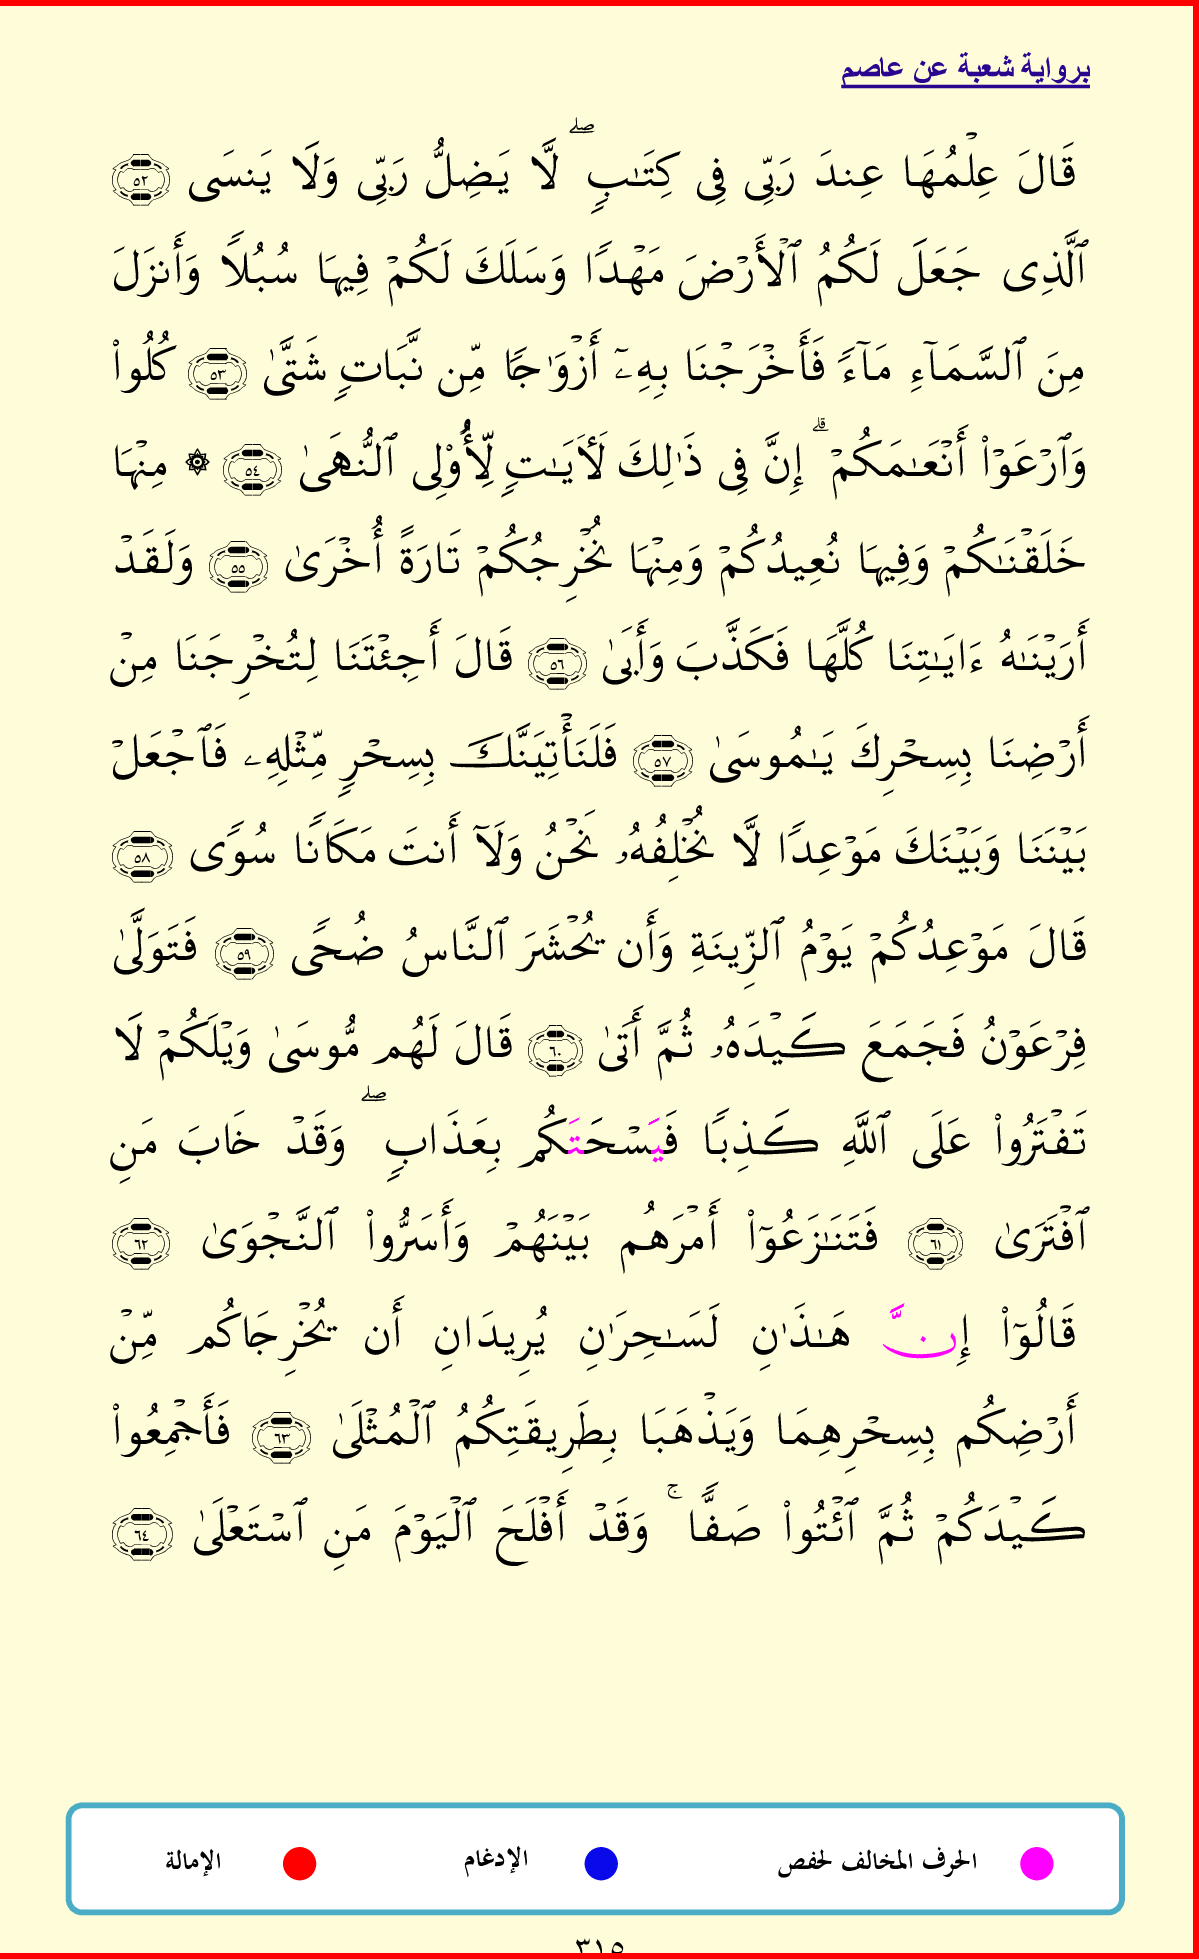 برواية شعبة عن عاصم
قَالَ عِلْمُهَا عِندَ رَبِّى فِى كِتَـٰبٍۖ لَّا يَضِلُّ رَبِّى وَلَا يَنسَى ٥٢
ٱلَّذِى جَعَلَ لَكُمُ ٱلْأَرْضَ مَهْدًا وَسَلَكَ لَكُمْ فِيهَا سُبُلًا وَأَنزَلَ
مِنَ ٱلسَّمَآءِ مَآءً فَأَخْرَجْنَا بِهِۦٓ أَزْوَٰجًا مِّن نَّبَاتٍ شَتَّىٰ ٥٣ كُلُوا۟
وَٱرْعَوْا۟ أَنْعَـٰمَكُمْۗ إِنَّ فِى ذَٰلِكَ لَـَٔايَـٰتٍ لِّأُو۟لِى ٱلنُّهَىٰ ٥٤ ۞ مِنْهَا
خَلَقْنَـٰكُمْ وَفِيهَا نُعِيدُكُمْ وَمِنْهَا نُخْرِجُكُمْ تَارَةً أُخْرَىٰ ٥٥ وَلَقَدْ
أَرَيْنَـٰهُ ءَايَـٰتِنَا كُلَّهَا فَكَذَّبَ وَأَبَىٰ ٥٦ قَالَ أَجِئْتَنَا لِتُخْرِجَنَا مِنْ
أَرْضِنَا بِسِحْرِكَ يَـٰمُوسَىٰ ٥٧ فَلَنَأْتِيَنَّكَ بِسِحْرٍ مِّثْلِهِۦ فَٱجْعَلْ
بَيْنَنَا وَبَيْنَكَ مَوْعِدًا لَّا نُخْلِفُهُۥ نَحْنُ وَلَآ أَنتَ مَكَانًا سُوًى ٥٨
قَالَ مَوْعِدُكُمْ يَوْمُ ٱلزِّينَةِ وَأَن يُحْشَرَ ٱلنَّاسُ ضُحًى ٥٩ فَتَوَلَّىٰ
فِرْعَوْنُ فَجَمَعَ كَيْدَهُۥ ثُمَّ أَتَىٰ ٦٠ قَالَ لَهُم مُّوسَىٰ وَيْلَكُمْ لَا
تَفْتَرُوا۟ عَلَى ٱللَّهِ كَذِبًا فَيَسْحَتَكُم بِعَذَابٍۖ وَقَدْ خَابَ مَنِ
ٱفْتَرَىٰ ٦١ فَتَنَـٰزَعُوٓا۟ أَمْرَهُم بَيْنَهُمْ وَأَسَرُّوا۟ ٱلنَّجْوَىٰ ٦٢
قَالُوٓا۟ إِنَّ هَـٰذَٰنِ لَسَـٰحِرَٰنِ يُرِيدَانِ أَن يُخْرِجَاكُم مِّنْ
أَرْضِكُم بِسِحْرِهِمَا وَيَذْهَبَا بِطَرِيقَتِكُمُ ٱلْمُثْلَىٰ ٦٣ فَأَجْمِعُوا۟
كَيْدَكُمْ ثُمَّ ٱئْتُوا۟ صَفًّاۚ وَقَدْ أَفْلَحَ ٱلْيَوْمَ مَنِ ٱسْتَعْلَىٰ ٦٤
الحرف المخالف لحفص الإدغام الإمالة
٣١٥